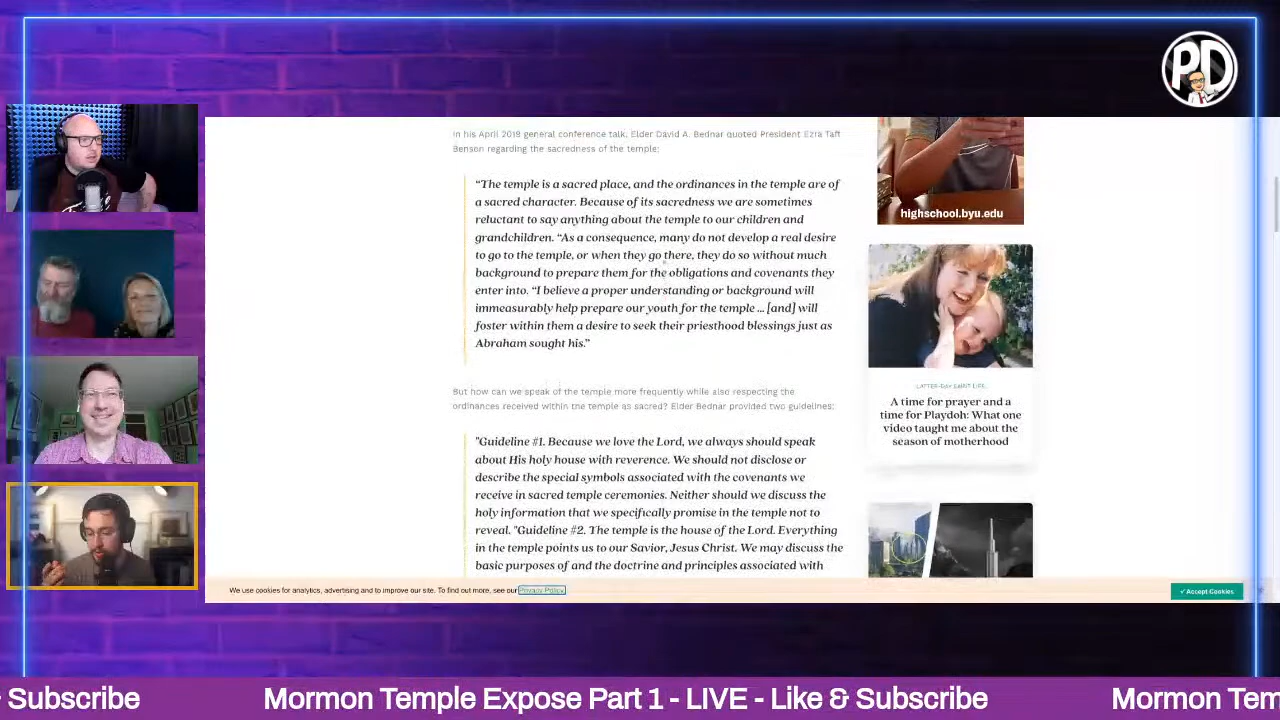 PD
In his April 2019 general conference talk, Elder David A. Bednar quoted President Ezra Taft
Benson regarding the sacredness of the temple:
“The temple is a sacred place, and the ordinances in the temple are of
a sacred character. Because of its sacredness we are sometimes
reluctant to say anything about the temple to our children and
grandchildren. “As a consequence, many do not develop a real desire
to go to the temple, or when they go there, they do so without much
background to prepare them for the obligations and covenants they
enter into. “I believe a proper understanding or background will
immeasurably help prepare our youth for the temple ... [and] will
foster within them a desire to seek their priesthood blessings just as
Abraham sought his.”
But how can we speak of the temple more frequently while also respecting the
ordinances received within the temple as sacred? Elder Bednar provided two guidelines:
"Guideline #1. Because we love the Lord, we always should speak
about His holy house with reverence. We should not disclose or
describe the special symbols associated with the covenants we
receive in sacred temple ceremonies. Neither should we discuss the
holy information that we specifically promise in the temple not to
reveal. "Guideline #2. The temple is the house of the Lord. Everything
in the temple points us to our Savior, Jesus Christ. We may discuss the
basic purposes of and the doctrine and principles associated with
highschool.byu.edu
LATTER-DAY SAINT LIFE
A time for prayer and a
time for Playdoh: What one
video taught me about the
season of motherhood
We use cookies for analytics, advertising and to improve our site. To find out more, see our Privacy Policy.
✓ Accept Cookies
& Subscribe Mormon Temple Expose Part 1 - LIVE - Like & Subscribe Mormon Tem